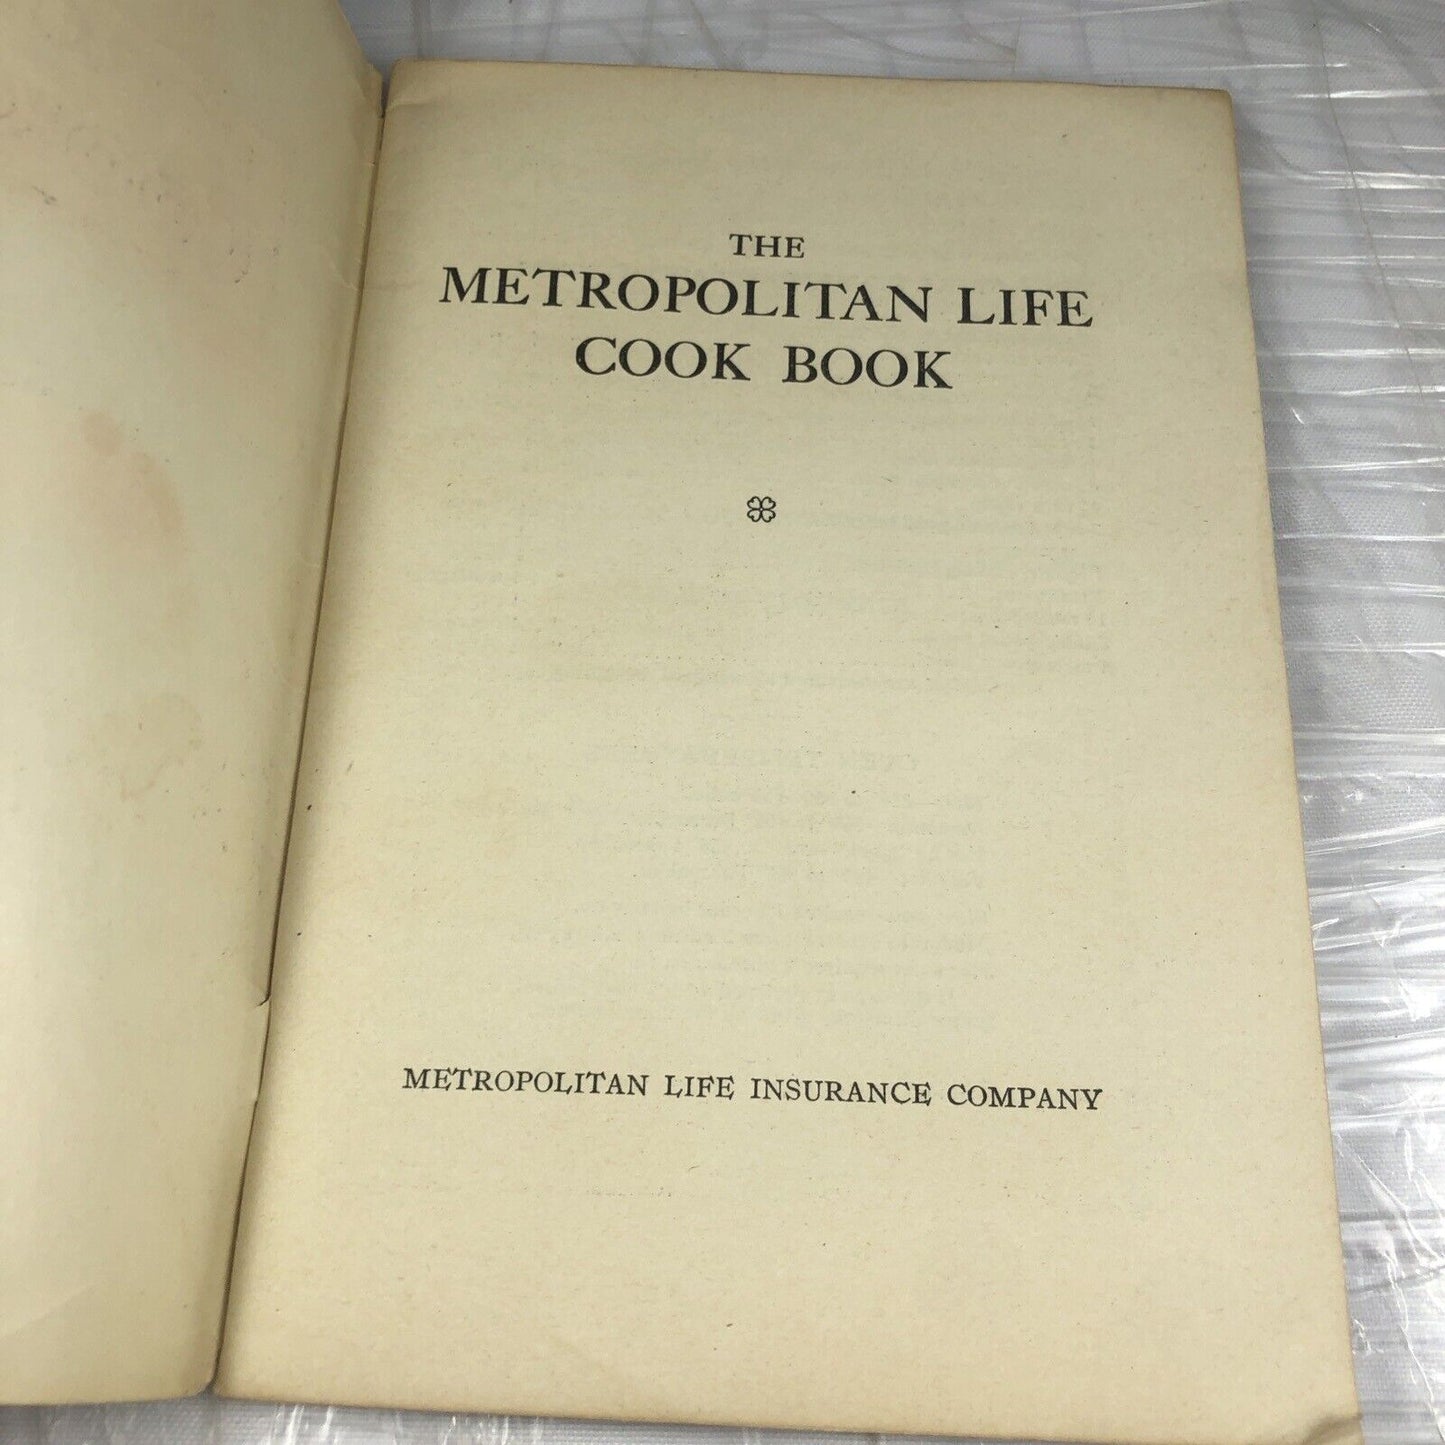 THE
METROPOLITAN LIFE
COOK BOOK
METROPOLITAN LIFE INSURANCE COMPANY